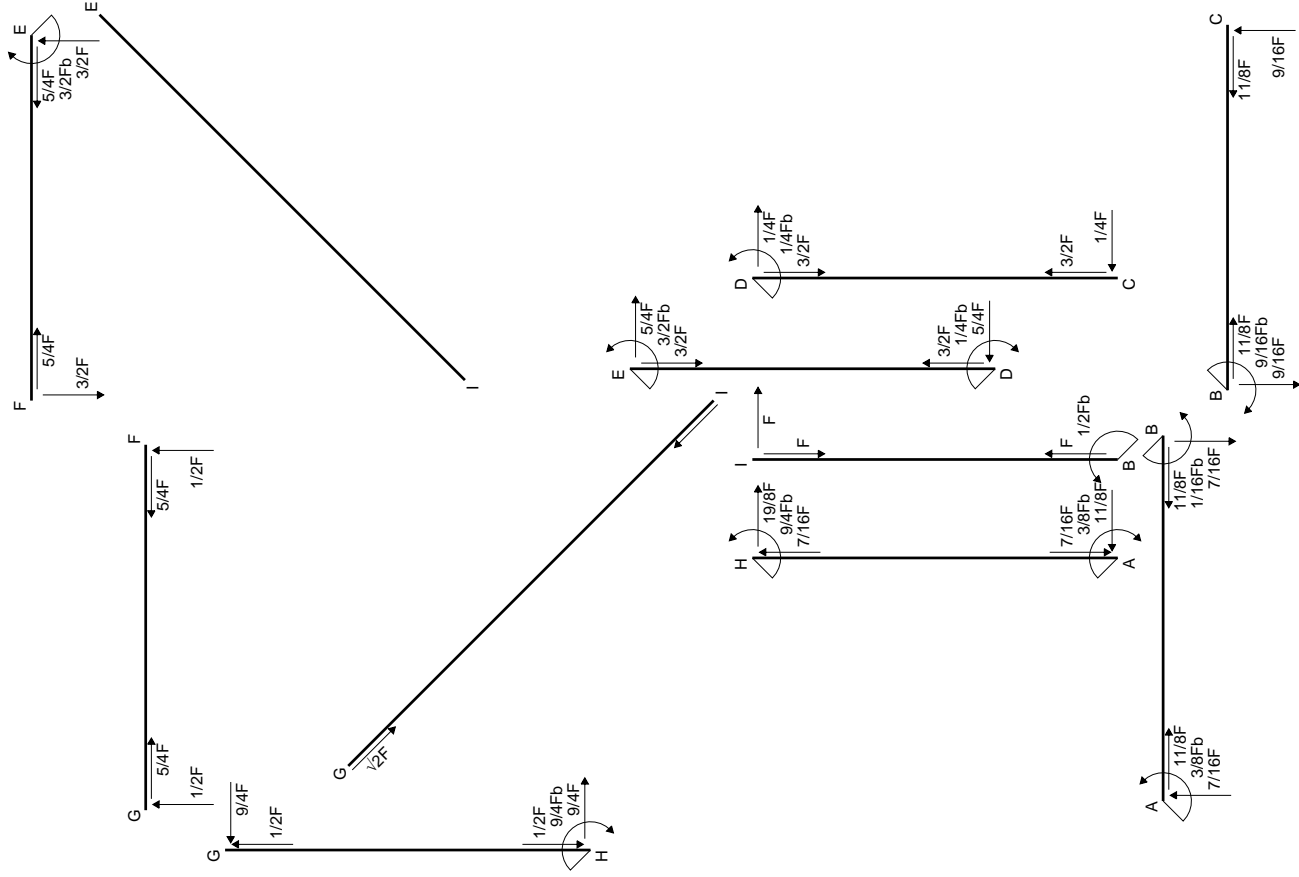 F
5/4F
3/2F
E
5/4F
3/2Fb
3/2F
E
I
G
5/4F
1/2F
F
5/4F
1/2F
G
9/4F
1/2F
1/2F
9/4Fb
9/4F
H
G
√2F
I
E
5/4F
3/2Fb
3/2F
3/2F
1/4Fb
5/4F
D
D
1/4F
1/4Fb
3/2F
3/2F
1/4F
C
I
F
F
F
1/2Fb
B
H
19/8F
9/4Fb
7/16F
7/16F
3/8Fb
11/8F
A
A
11/8F
3/8Fb
7/16F
B
11/8F
1/16Fb
7/16F
B
11/8F
9/16Fb
9/16F
C
11/8F
9/16F